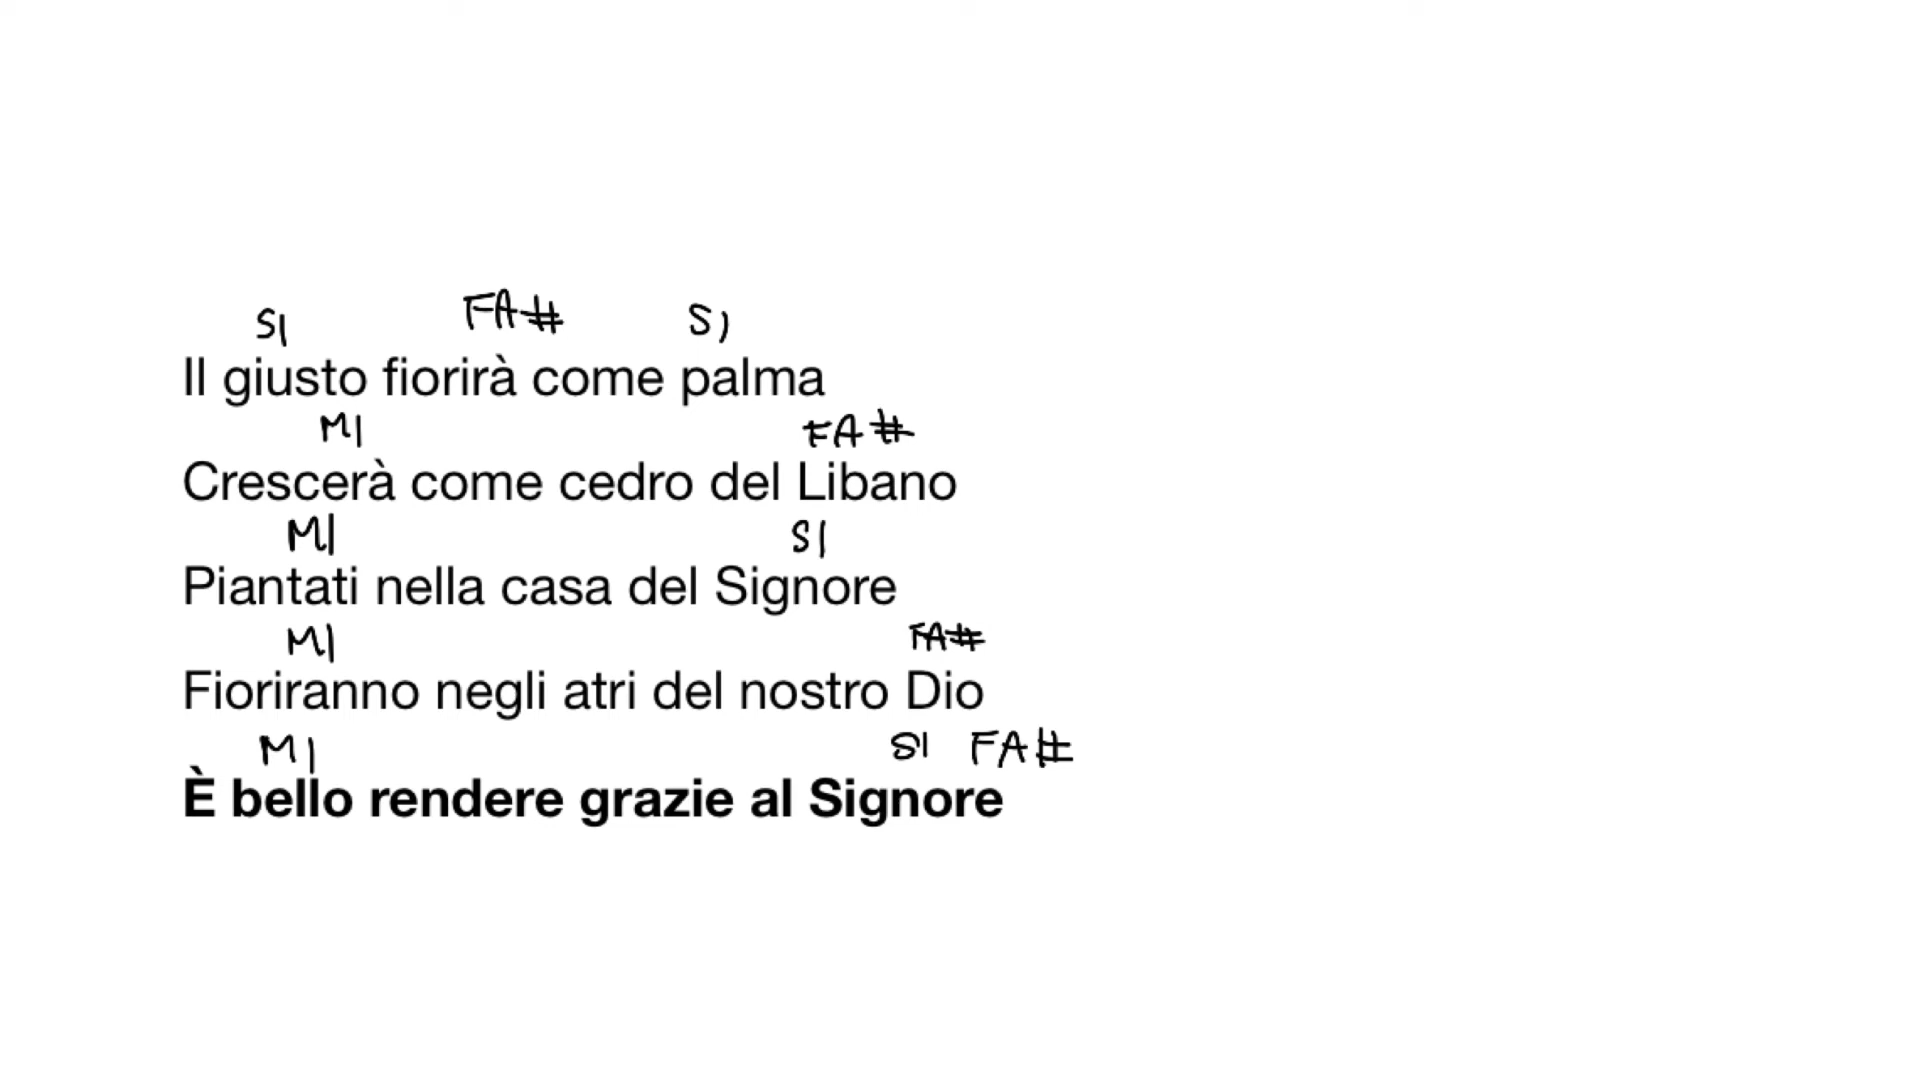 SI FA# SI
Il giusto fiorirà come palma
MI FA#
Crescerà come cedro del Libano
MI SI
Piantati nella casa del Signore
MI FA#
Fioriranno negli atri del nostro Dio
MI SI FA#
È bello rendere grazie al Signore